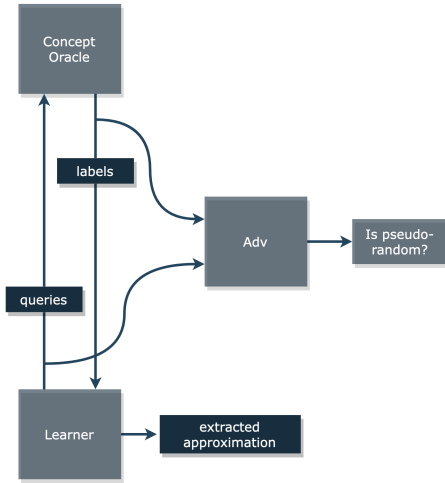 Concept
Oracle
labels
Adv
Is pseudo-
random?
queries
Learner
extracted
approximation